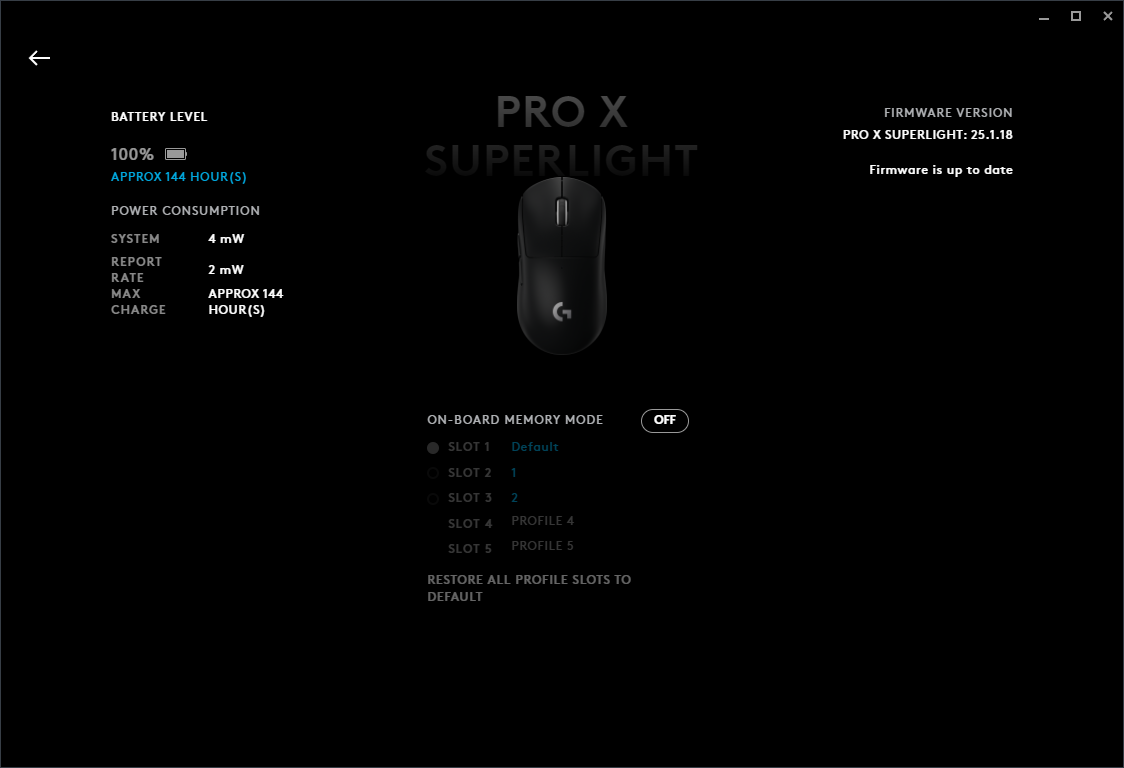 BATTERY LEVEL
100%
APPROX 144 HOUR(S)
POWER CONSUMPTION
SYSTEM 4 mW
REPORT
RATE 2 mW
MAX
CHARGE APPROX 144
HOUR(S)
PRO X
SUPERLIGHT
FIRMWARE VERSION
PRO X SUPERLIGHT: 25.1.18
Firmware is up to date
ON-BOARD MEMORY MODE OFF
SLOT 1 Default
SLOT 2 1
SLOT 3 2
SLOT 4 PROFILE 4
SLOT 5 PROFILE 5
RESTORE ALL PROFILE SLOTS TO
DEFAULT